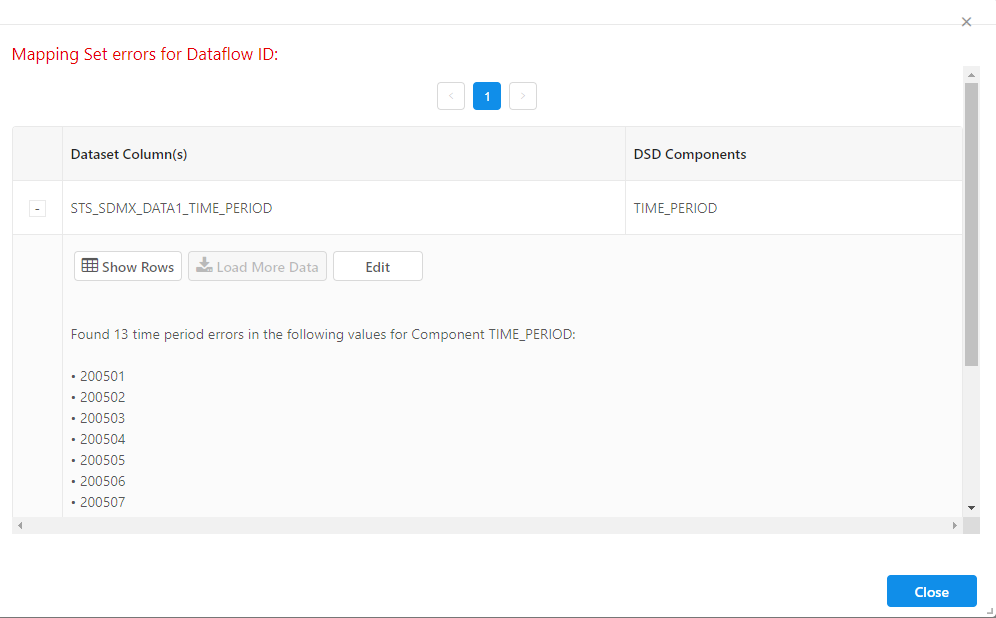 ×
Mapping Set errors for Dataflow ID:
< 1 >
Dataset Column(s) DSD Components
- STS_SDMX_DATA1_TIME_PERIOD TIME_PERIOD
Show Rows Load More Data Edit
Found 13 time period errors in the following values for Component TIME_PERIOD:
• 200501
• 200502
• 200503
• 200504
• 200505
• 200506
• 200507
Close